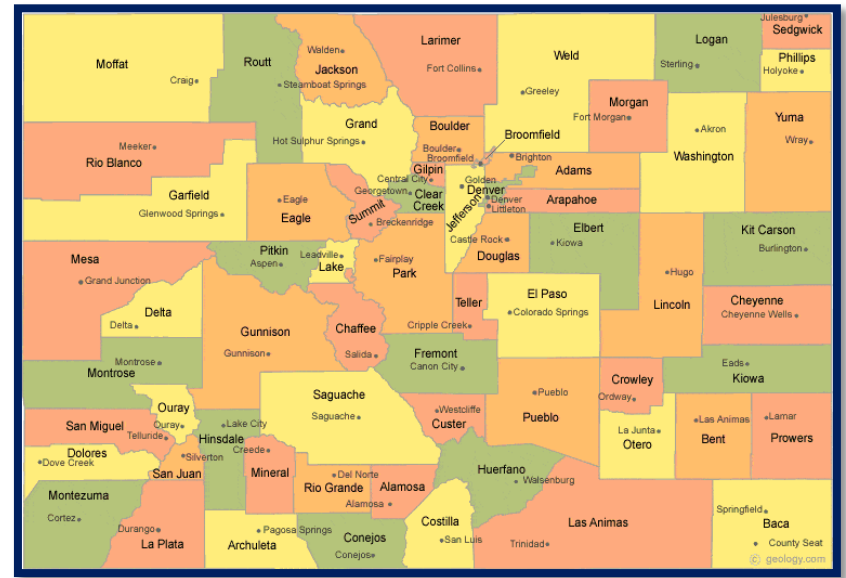 Julesburg
Sedgwick
Logan
Larimer
Weld
Walden
Moffat
Routt
Jackson
Phillips
Sterling
Holyoke
Fort Collins
Craig
Steamboat Springs
Greeley
Morgan
Fort Morgan
Yuma
Grand
Boulder
Broomfield
Akron
Wray
Hot Sulphur Springs
Meeker
Rio Blanco
Boulder
Broomfield
Brighton
Washington
Gilpin
Adams
Central City
Golden
Georgetown
Clear
Creek
Denver
Garfield
Eagle
Denver
Arapahoe
Littleton
Jefferson
Summit
Glenwood Springs
Eagle
Breckenridge
Elbert
Kit Carson
Castle Rock
Kiowa
Burlington
Pitkin
Leadville
Aspen
Lake
Fairplay
Park
Douglas
Mesa
Grand Junction
Hugo
El Paso
Lincoln
Cheyenne
Cheyenne Wells
Teller
Colorado Springs
Delta
Delta
Gunnison
Chaffee
Cripple Creek
Gunnison
Salida
Fremont
Canon City
Montrose
Montrose
Eads
Kiowa
Crowley
Ordway
Saguache
Saguache
Pueblo
Pueblo
Ouray
Ouray
Westcliffe
Custer
Las Animas
Bent
Lamar
Prowers
La Junta
Otero
San Miguel
Telluride
Lake City
Hinsdale
Creede
Dolores
Dove Creek
Silverton
San Juan
Mineral
Del Norte
Rio Grande
Alamosa
Alamosa
Huerfano
Walsenburg
Montezuma
Cortez
Durango
La Plata
Pagosa Springs
Archuleta
Conejos
Conejos
Costilla
San Luis
Las Animas
Trinidad
Springfield
Baca
County Seat
© geology.com